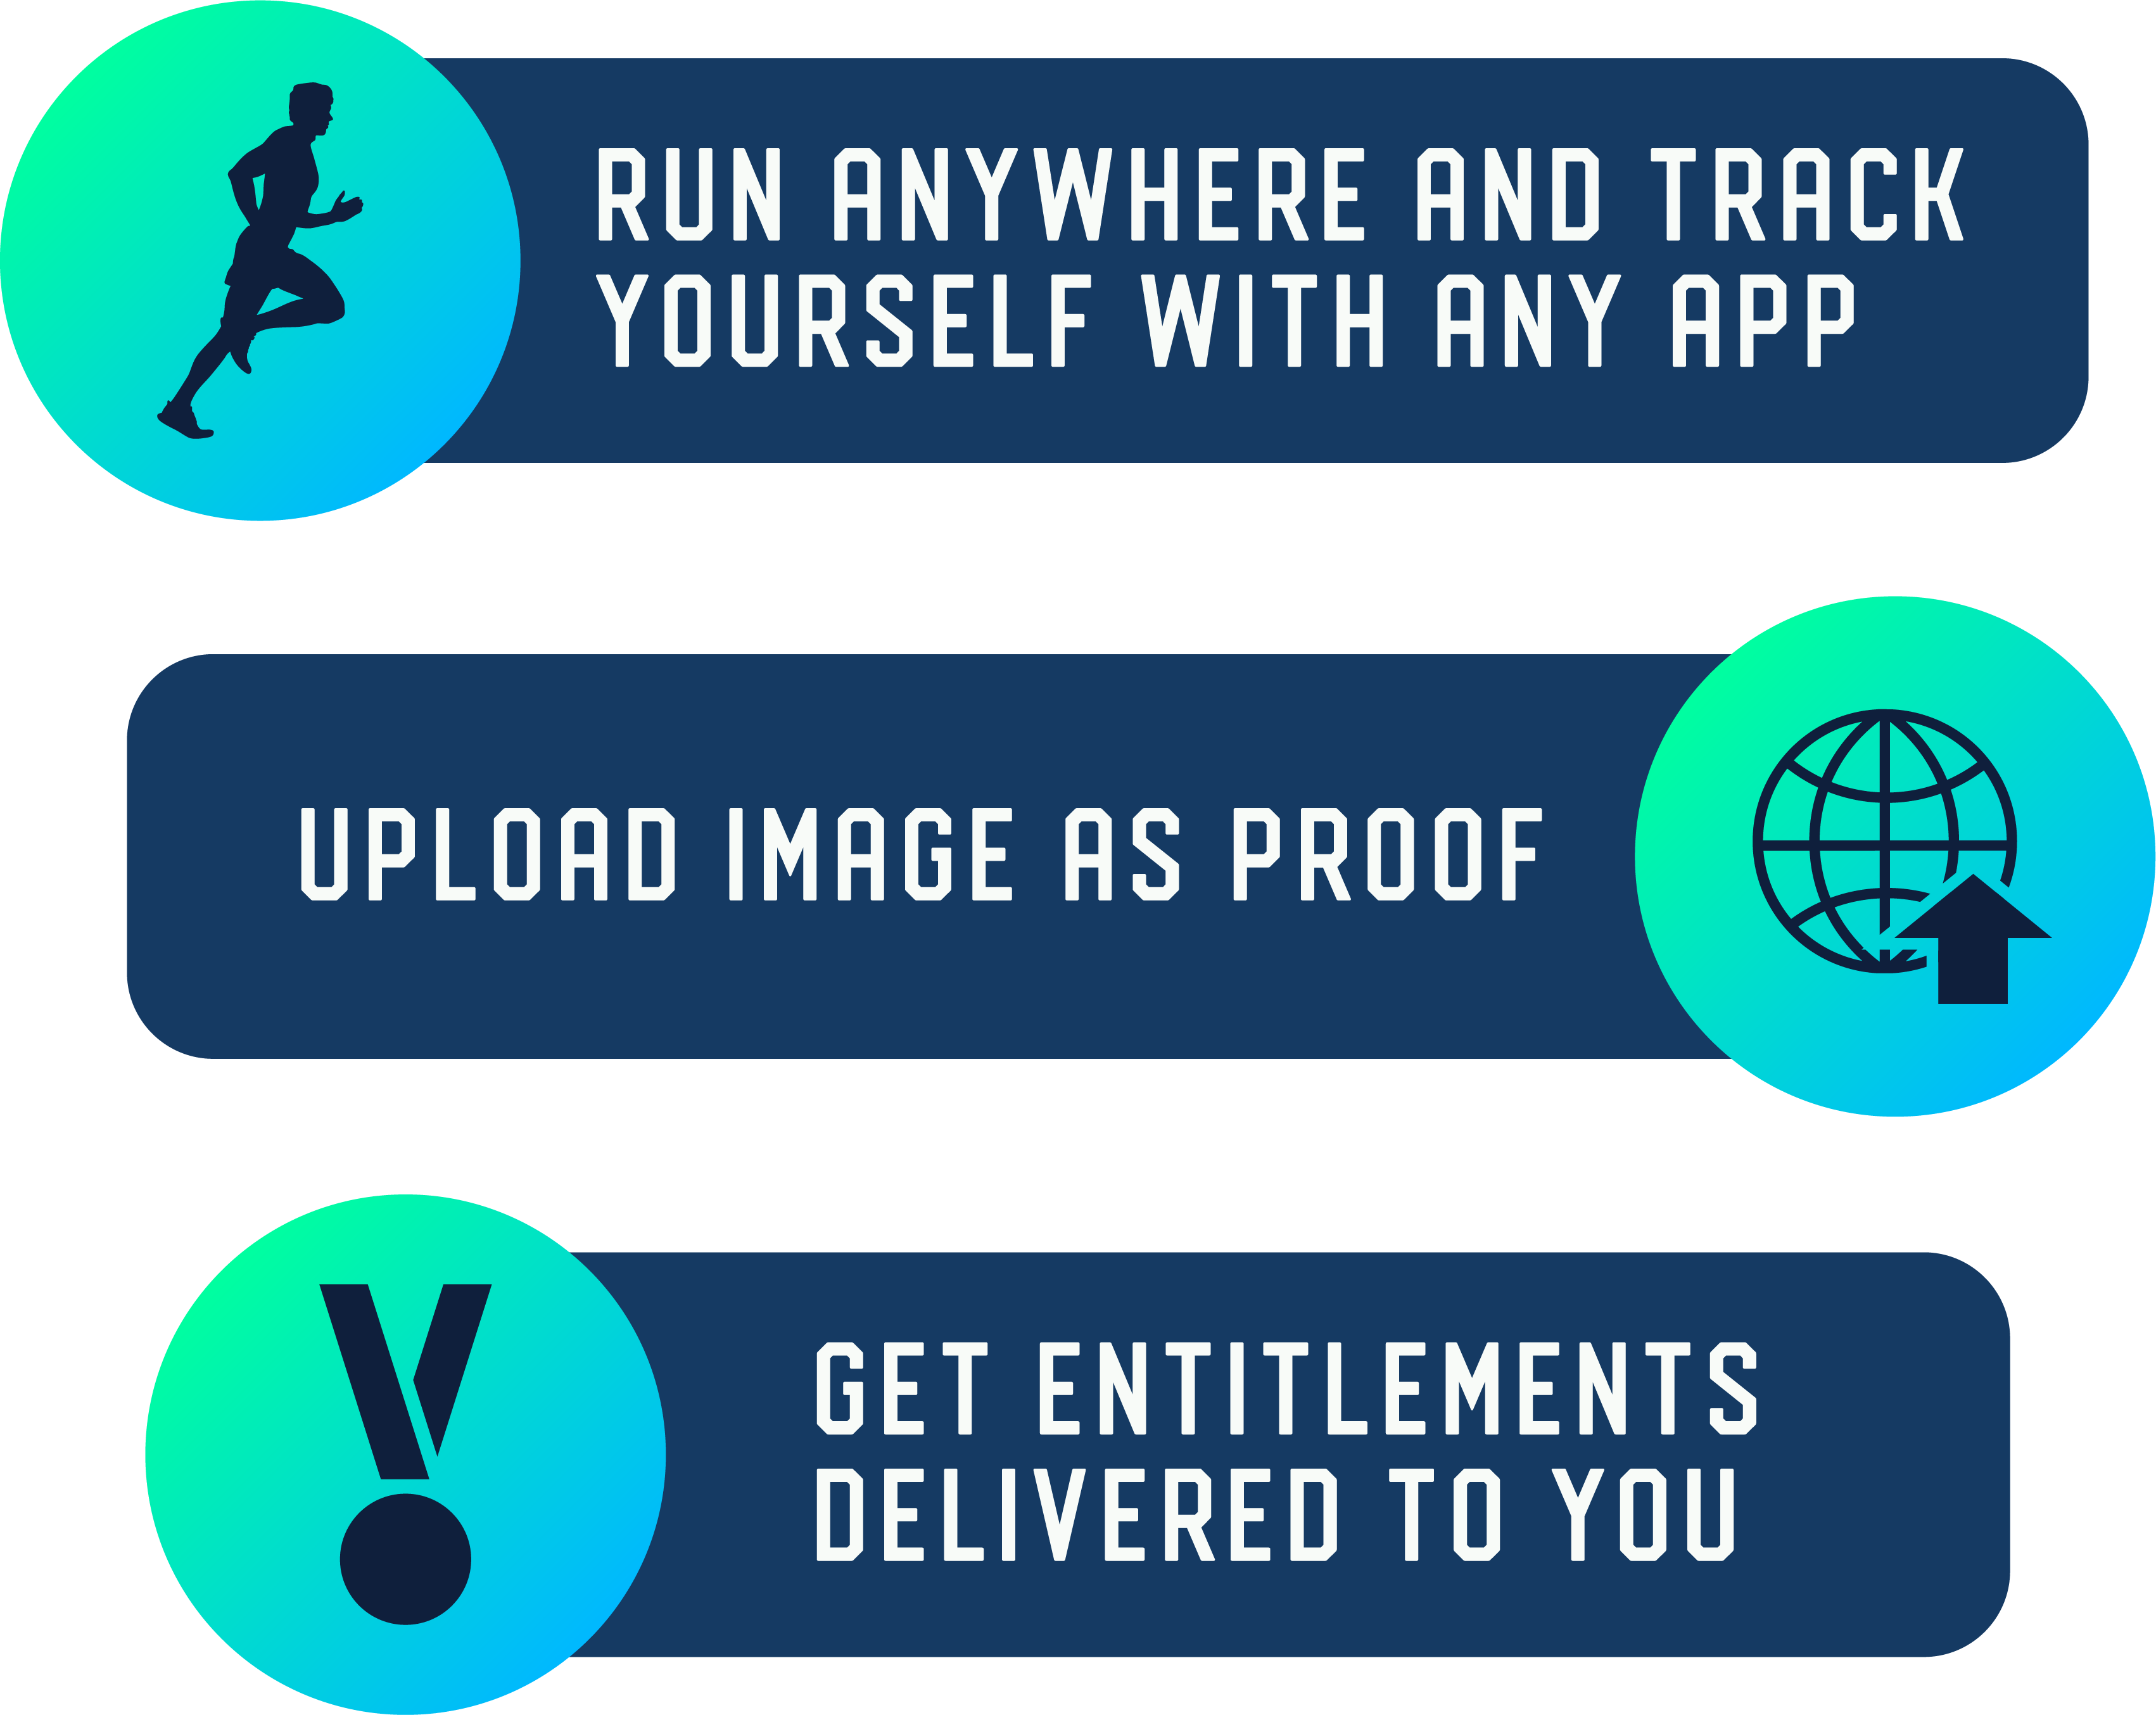 RUN ANYWHERE AND TRACK
YOURSELF WITH ANY APP
UPLOAD IMAGE AS PROOF
GET ENTITLEMENTS
DELIVERED TO YOU